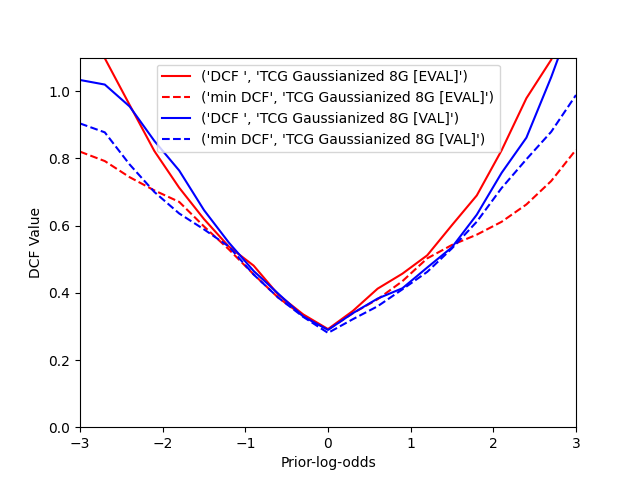 ('DCF ', 'TCG Gaussianized 8G [EVAL]')
('min DCF', 'TCG Gaussianized 8G [EVAL]')
('DCF ', 'TCG Gaussianized 8G [VAL]')
('min DCF', 'TCG Gaussianized 8G [VAL]')
1.0
0.8
0.6
0.4
0.2
0.0
DCF Value
−3 −2 −1 0 1 2 3
Prior-log-odds